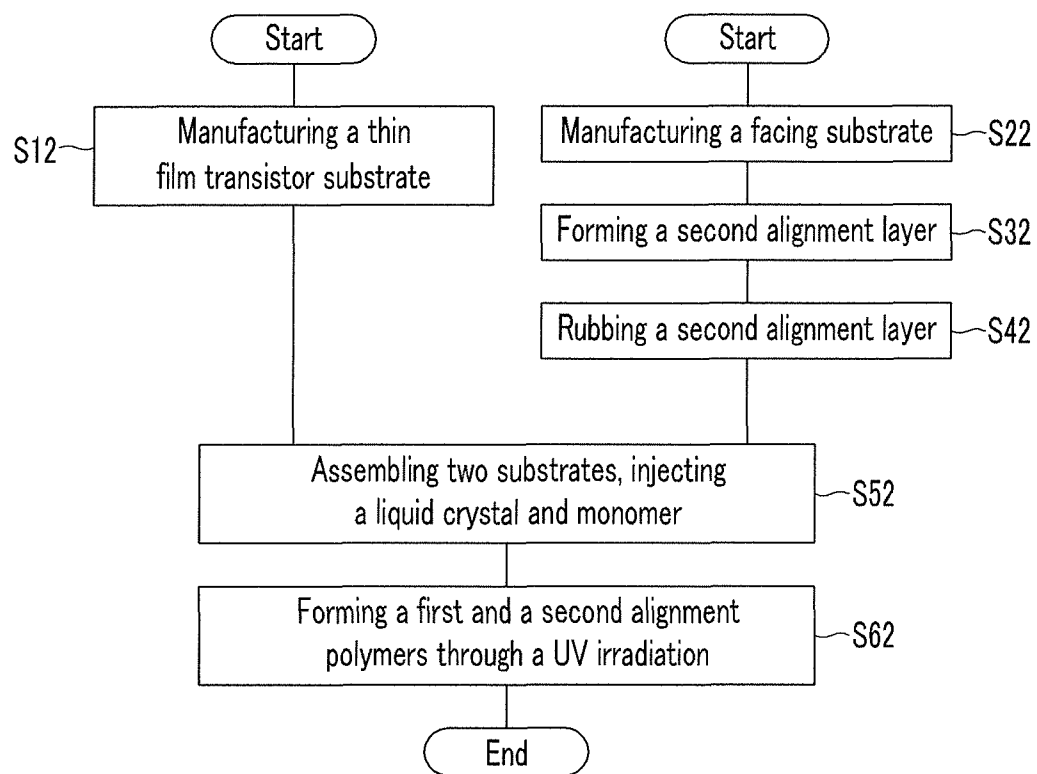 Start
Start
S12
Manufacturing a thin
film transistor substrate
Manufacturing a facing substrate
S22
Forming a second alignment layer
S32
Rubbing a second alignment layer
S42
Assembling two substrates, injecting
a liquid crystal and monomer
S52
Forming a first and a second alignment
polymers through a UV irradiation
S62
End